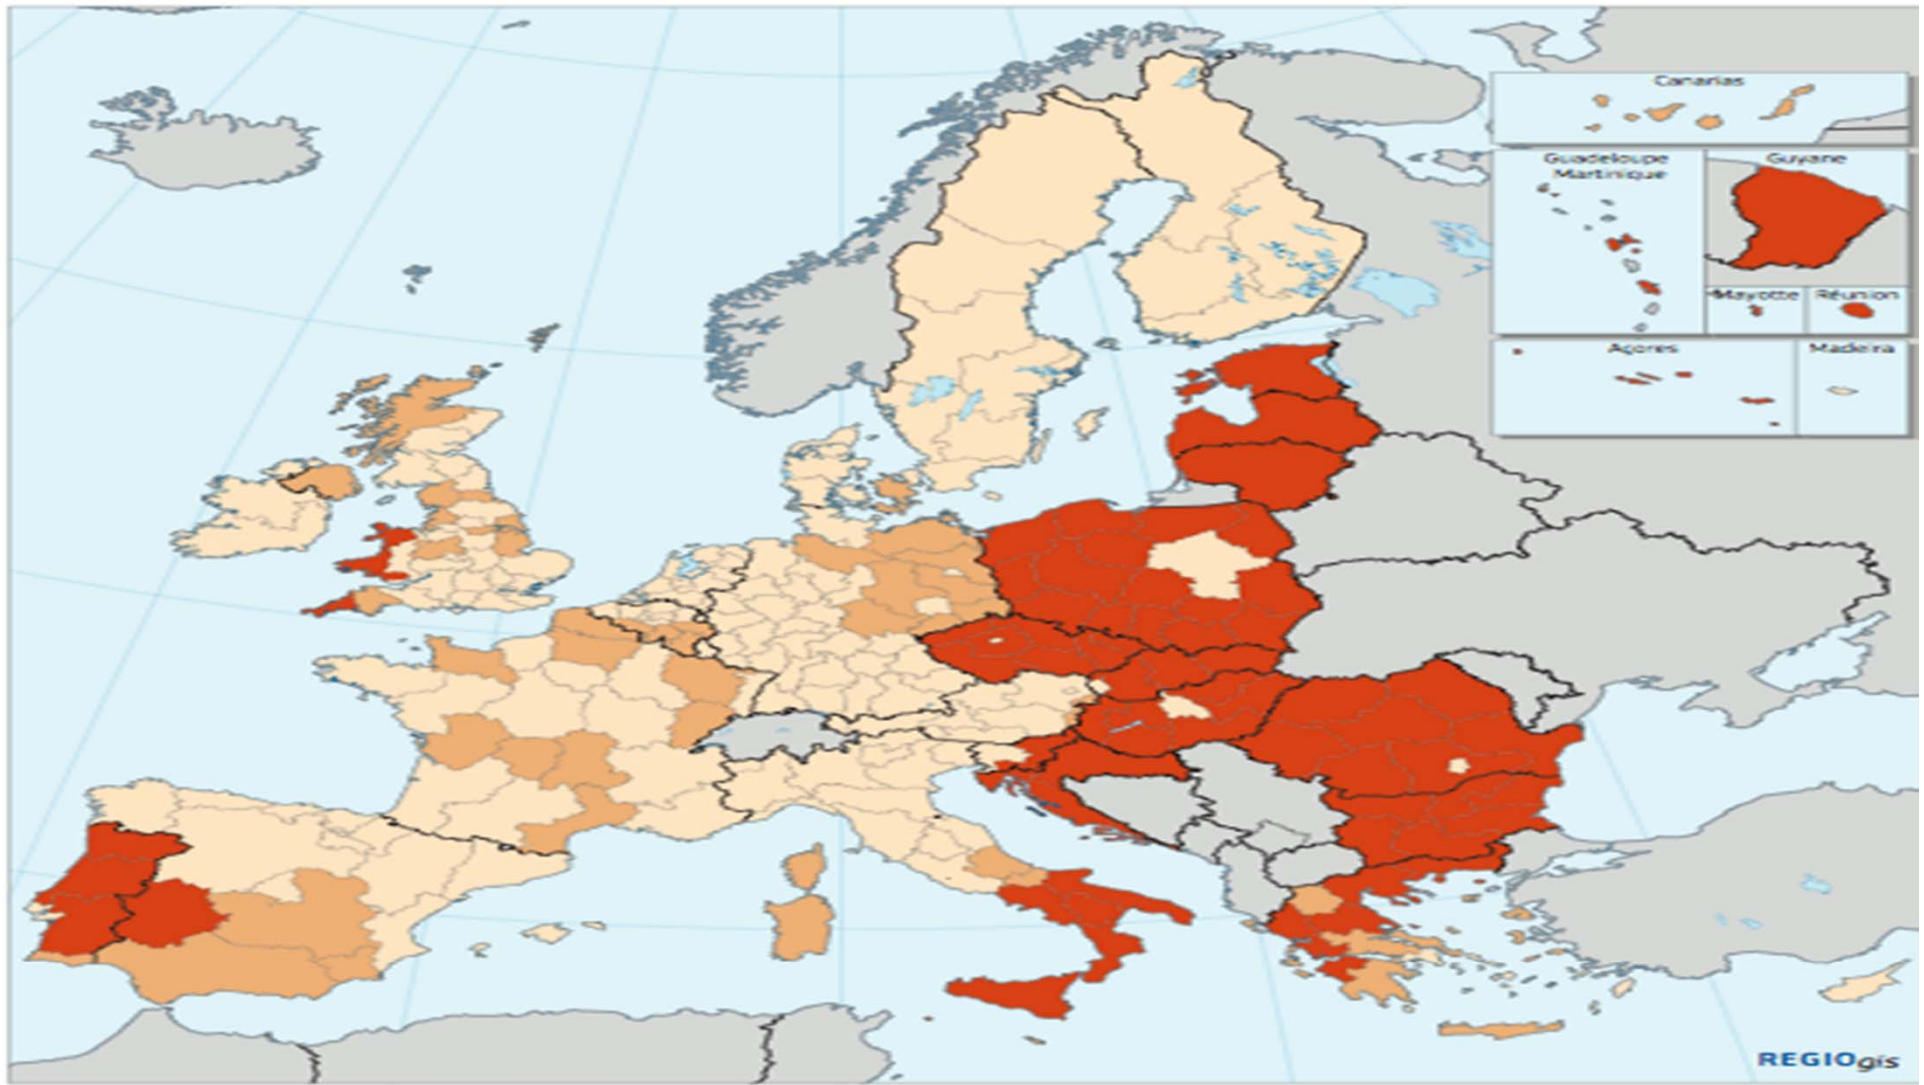 Canarias
Guadeloupe
Martinique
Guyane
Mayotte
Réunion
Açores
Madeira
REGIOgis